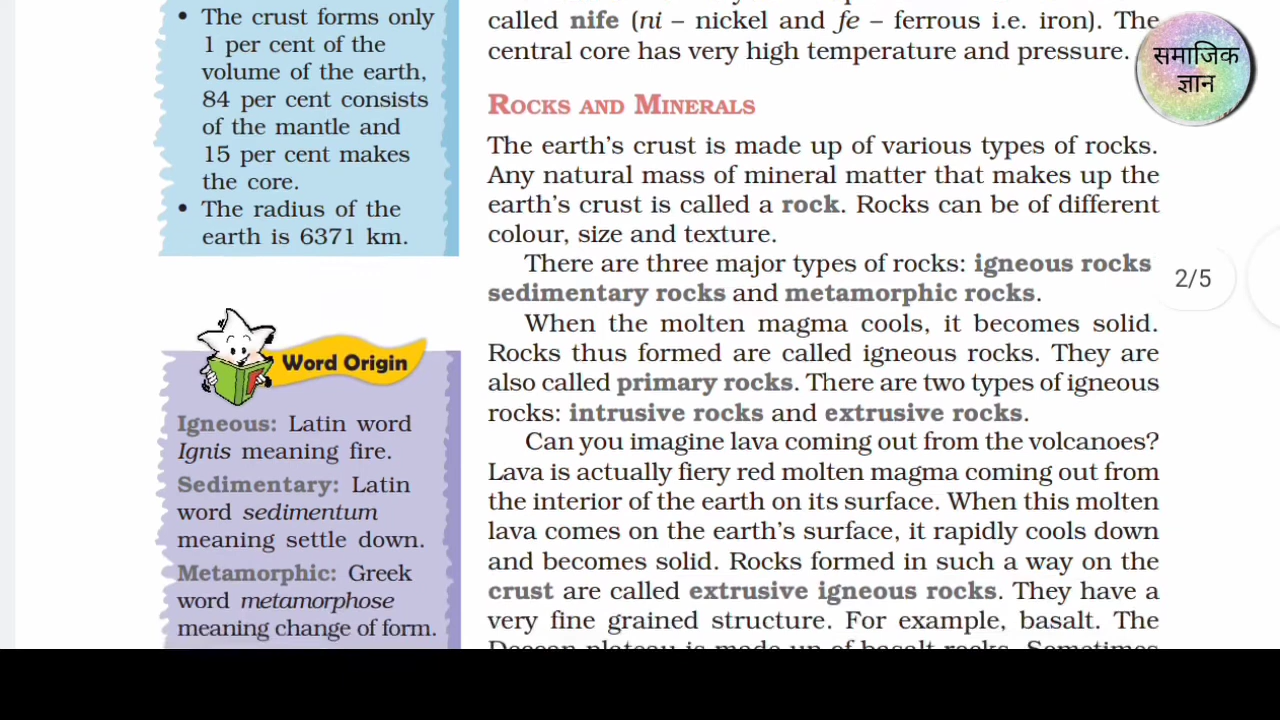 • The crust forms only
1 per cent of the
volume of the earth,
84 per cent consists
of the mantle and
15 per cent makes
the core.
• The radius of the
earth is 6371 km.
Word Origin
Igneous: Latin word
Ignis meaning fire.
Sedimentary: Latin
word sedimentum
meaning settle down.
Metamorphic: Greek
word metamorphose
meaning change of form.
called nife (ni – nickel and fe – ferrous i.e. iron). The
central core has very high temperature and pressure.
ROCKS AND MINERALS
The earth's crust is made up of various types of rocks.
Any natural mass of mineral matter that makes up the
earth's crust is called a rock. Rocks can be of different
colour, size and texture.
There are three major types of rocks: igneous rocks
sedimentary rocks and metamorphic rocks.
When the molten magma cools, it becomes solid.
Rocks thus formed are called igneous rocks. They are
also called primary rocks. There are two types of igneous
rocks: intrusive rocks and extrusive rocks.
Can you imagine lava coming out from the volcanoes?
Lava is actually fiery red molten magma coming out from
the interior of the earth on its surface. When this molten
lava comes on the earth's surface, it rapidly cools down
and becomes solid. Rocks formed in such a way on the
crust are called extrusive igneous rocks. They have a
very fine grained structure. For example, basalt. The
Deccan plateau is made up of basalt rocks. Sometimes
समाजिक
ज्ञान
2/5